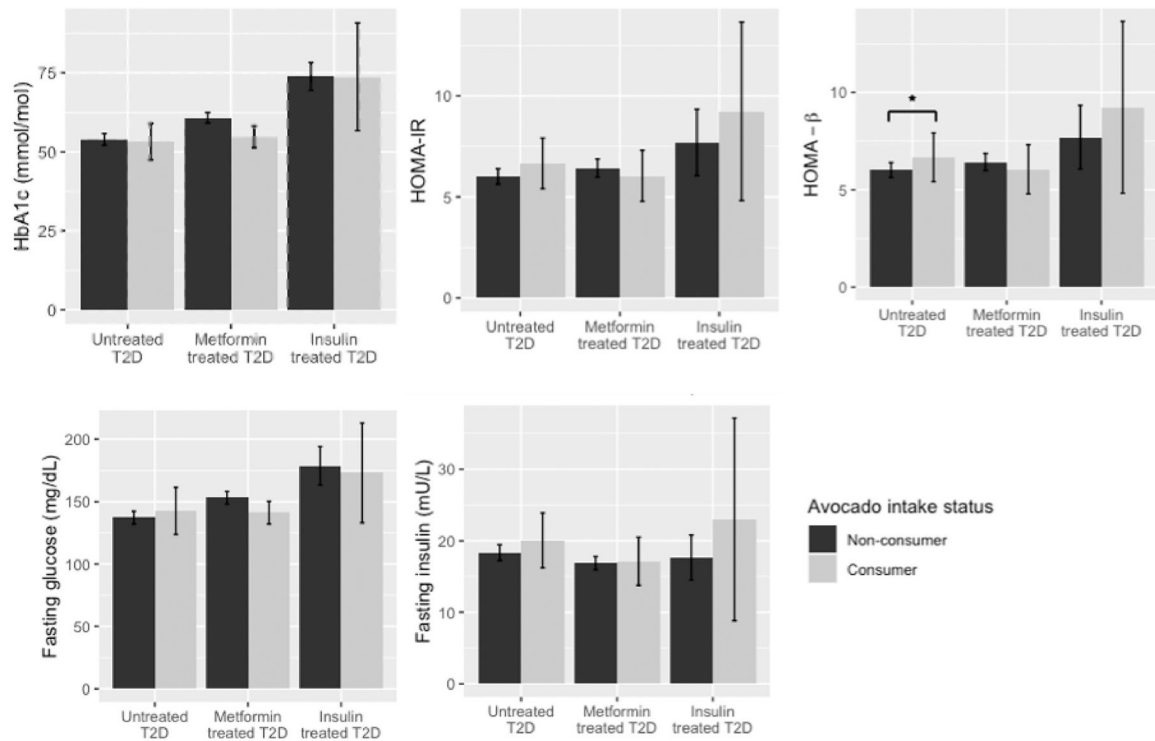 HbA1c (mmol/mol)
75
50
25
0
Untreated
T2D
Metformin
treated T2D
Insulin
treated T2D
HOMA-IR
10
5
0
Untreated
T2D
Metformin
treated T2D
Insulin
treated T2D
HOMA – β
10
5
0
*
Untreated
T2D
Metformin
treated T2D
Insulin
treated T2D
Fasting glucose (mg/dL)
200
150
100
50
0
Untreated
T2D
Metformin
treated T2D
Insulin
treated T2D
Fasting insulin (mU/L)
30
20
10
0
Untreated
T2D
Metformin
treated T2D
Insulin
treated T2D
Avocado intake status
Non-consumer
Consumer